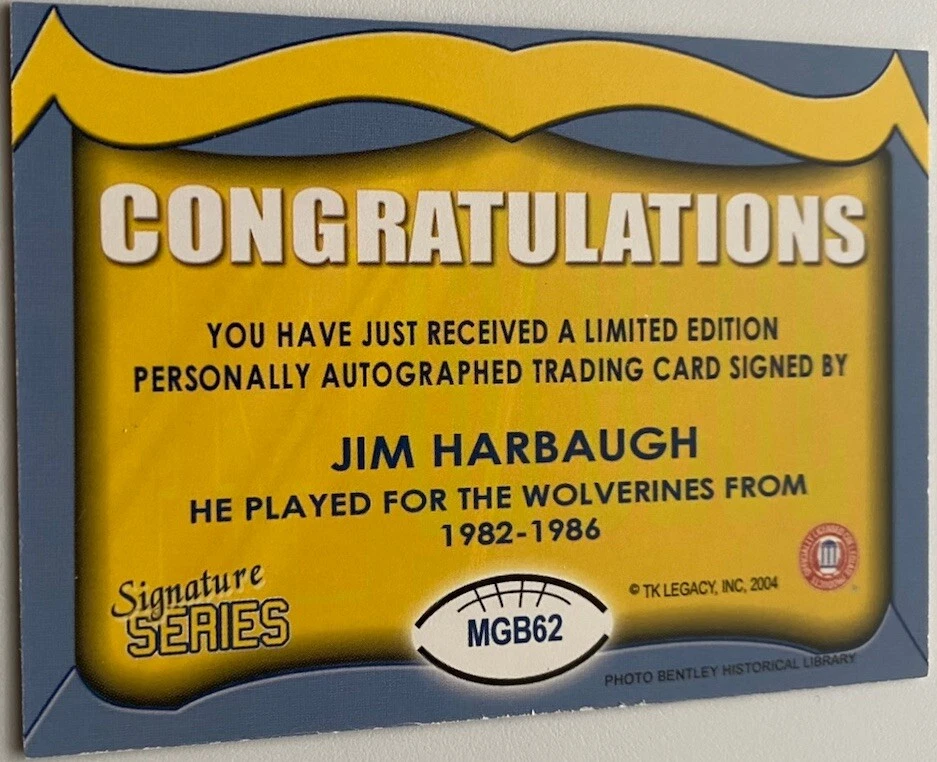 CONGRATULATIONS
YOU HAVE JUST RECEIVED A LIMITED EDITION
PERSONALLY AUTOGRAPHED TRADING CARD SIGNED BY
JIM HARBAUGH
HE PLAYED FOR THE WOLVERINES FROM
1982-1986
Signature
SERIES
MGB62
© TK LEGACY, INC, 2004
PHOTO BENTLEY HISTORICAL LIBRARY